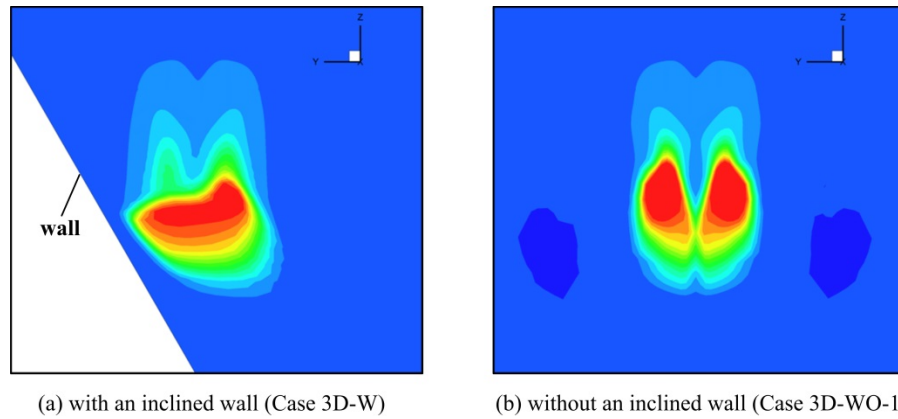 Z
Y
X
wall
Z
Y
X
(a) with an inclined wall (Case 3D-W)
(b) without an inclined wall (Case 3D-WO-1